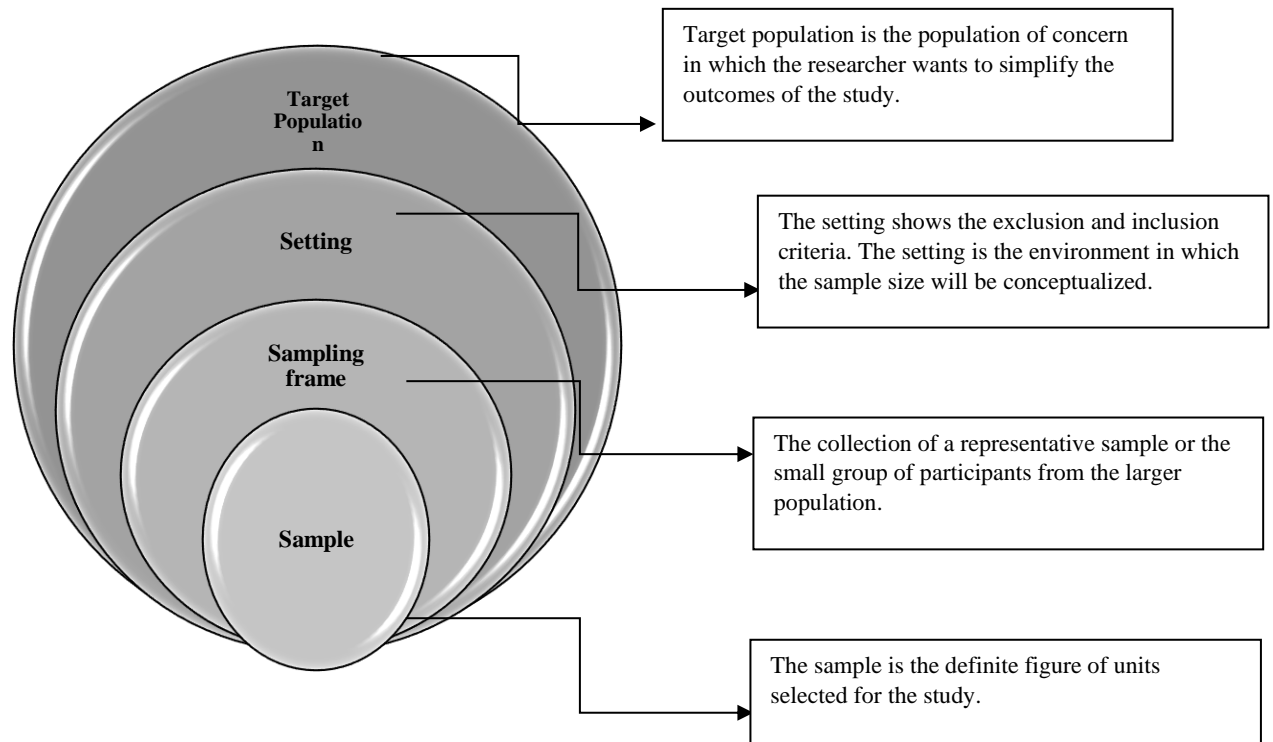 Target population is the population of concern
in which the researcher wants to simplify the
outcomes of the study.
Target
Populatio
n
The setting shows the exclusion and inclusion
criteria. The setting is the environment in which
the sample size will be conceptualized.
Setting
Sampling
frame
The collection of a representative sample or the
small group of participants from the larger
population.
Sample
The sample is the definite figure of units
selected for the study.